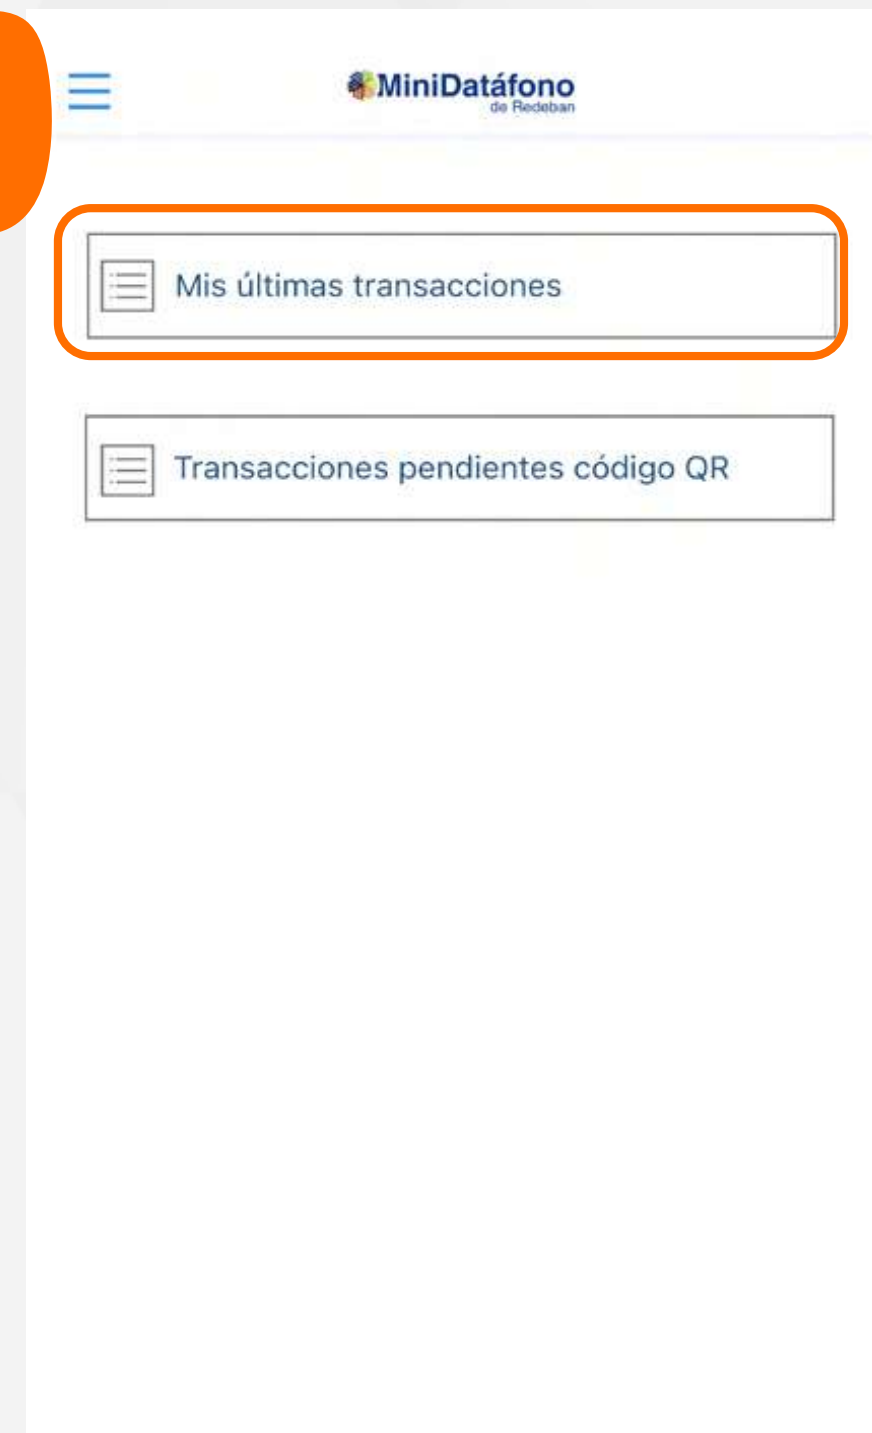 MiniDatáfono
de Redeban
Mis últimas transacciones
Transacciones pendientes código QR